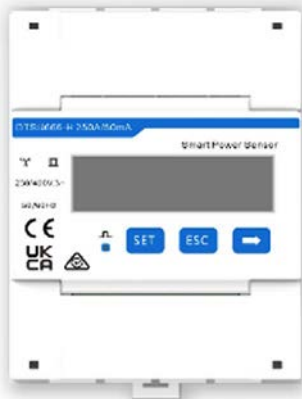 DTSU666-H 250A/50mA
Smart Power Sensor
230/400V 3~
50/60Hz
CE
UK
CA
SET
ESC